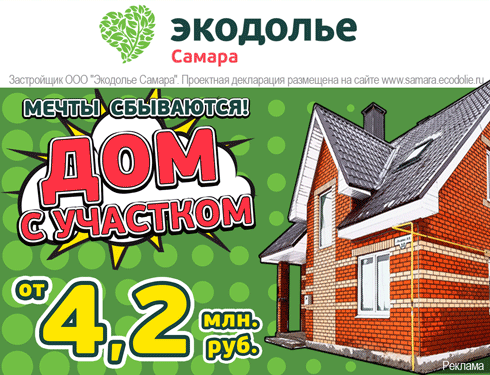 ЭКОДОЛЬЕ
Самара
Застройщик ООО "Экодолье Самара". Проектная декларация размещена на сайте www.samara.ecodolie.ru
МЕЧТЫ СБЫВАЮТСЯ!
ДОМ
С УЧАСТКОМ
от 4,2 млн. руб.
Реклама